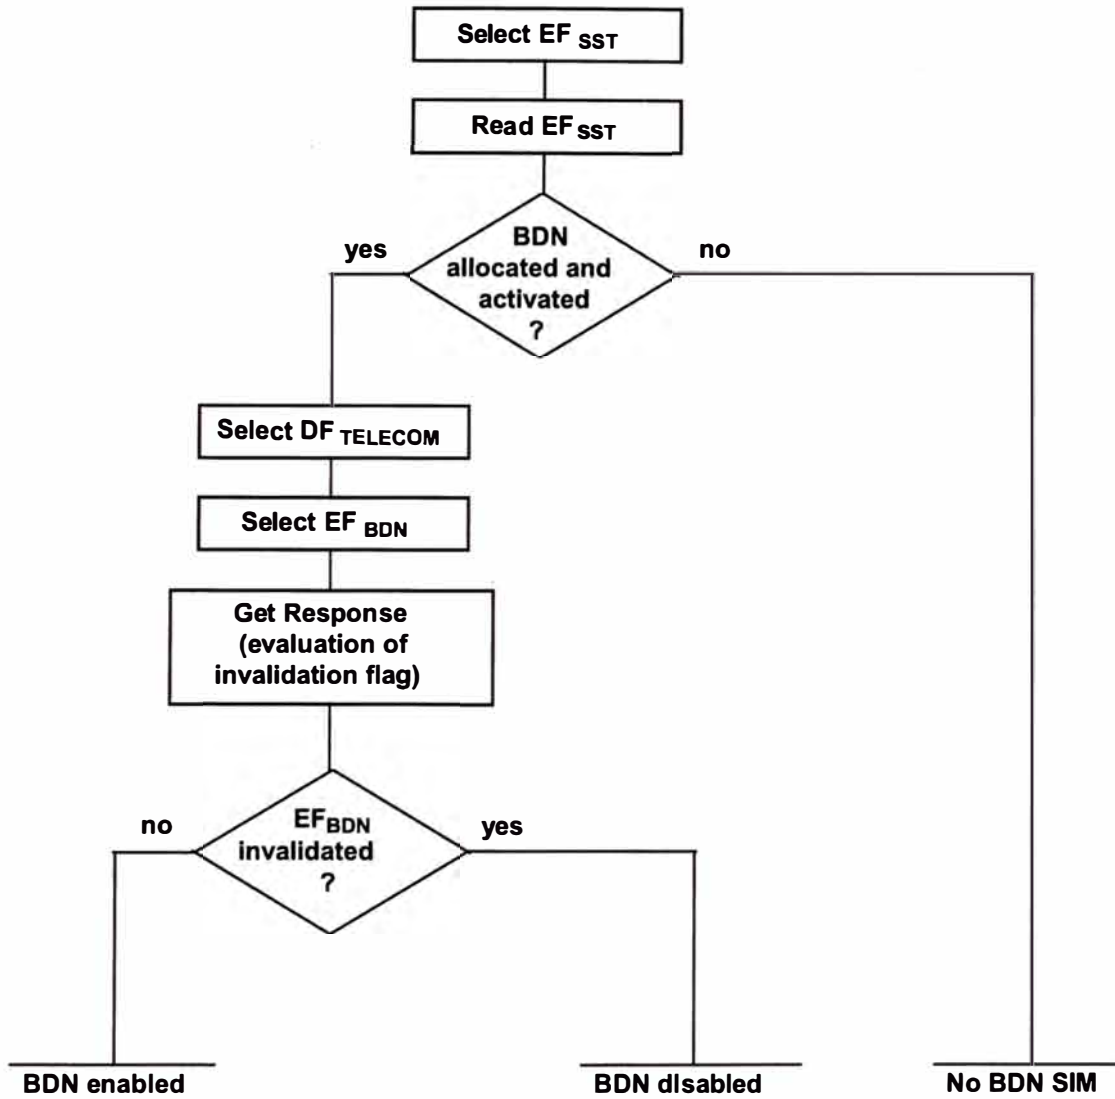 Select EF SST
Read EF SST
BDN
allocated and
activated
?
yes
no
Select DF TELECOM
Select EF BDN
Get Response
(evaluation of
invalidation flag)
EFBDN
invalidated
?
no
yes
BDN enabled
BDN disabled
No BDN SIM